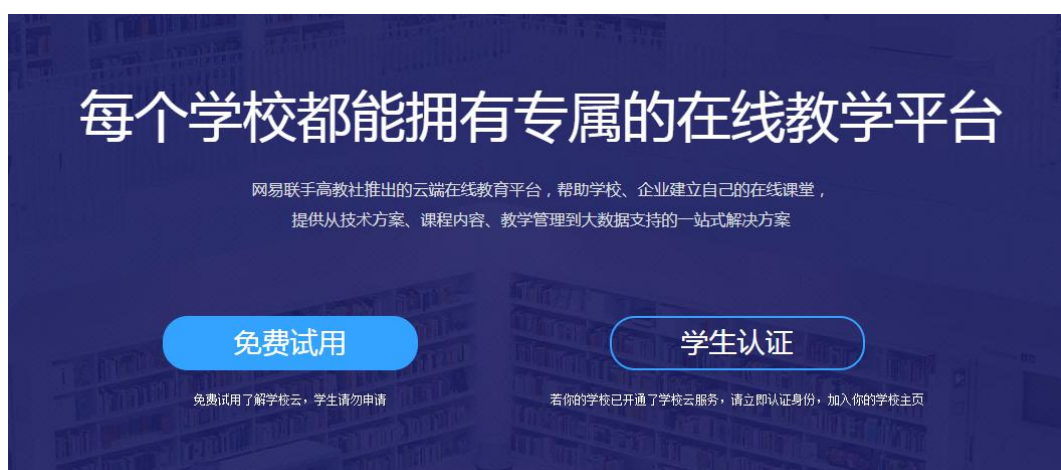 每个学校都能拥有专属的在线教学平台
网易联手高教社推出的云端在线教育平台，帮助学校、企业建立自己的在线课堂，
提供从技术方案、课程内容、教学管理到大数据支持的一站式解决方案
免费试用
学生认证
免费试用了解学校云，学生请勿申请
若你的学校已开通了学校云服务，请立即认证身份，加入你的学校主页